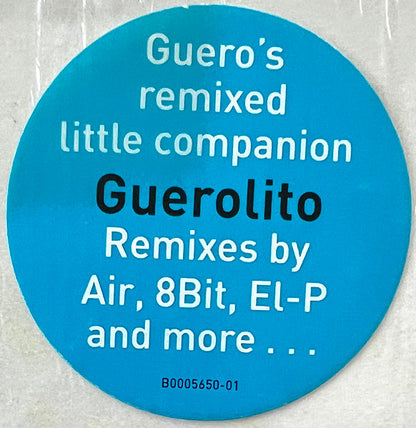 Guero's
remixed
little companion
Guerolito
Remixes by
Air, 8Bit, El-P
and more . . .
B0005650-01